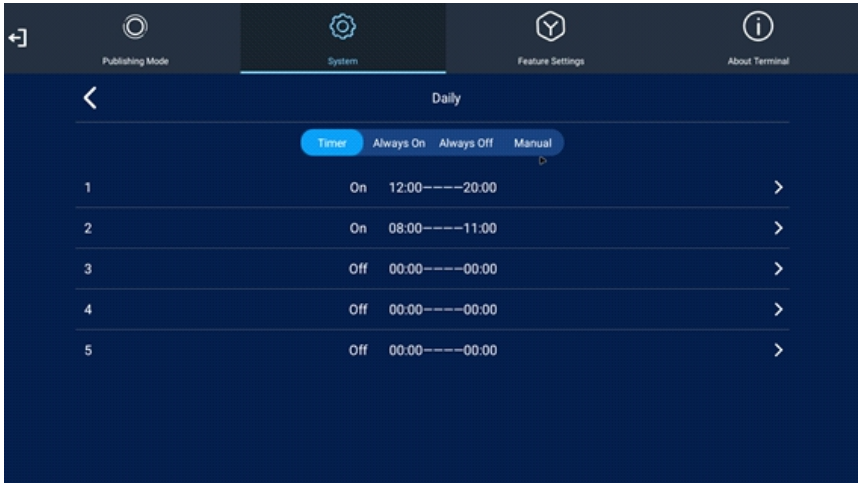 Publishing Mode System Feature Settings About Terminal
Daily
Timer Always On Always Off Manual
1 On 12:00----20:00
2 On 08:00----11:00
3 Off 00:00----00:00
4 Off 00:00----00:00
5 Off 00:00----00:00